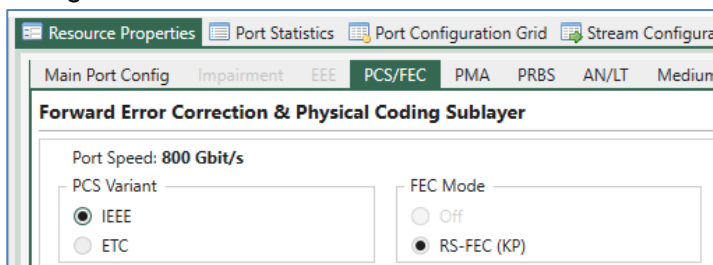 Resource Properties Port Statistics Port Configuration Grid Stream Configura
Main Port Config Impairment EEE PCS/FEC PMA PRBS AN/LT Medium
Forward Error Correction & Physical Coding Sublayer
Port Speed: 800 Gbit/s
PCS Variant FEC Mode
IEEE Off
ETC RS-FEC (KP)